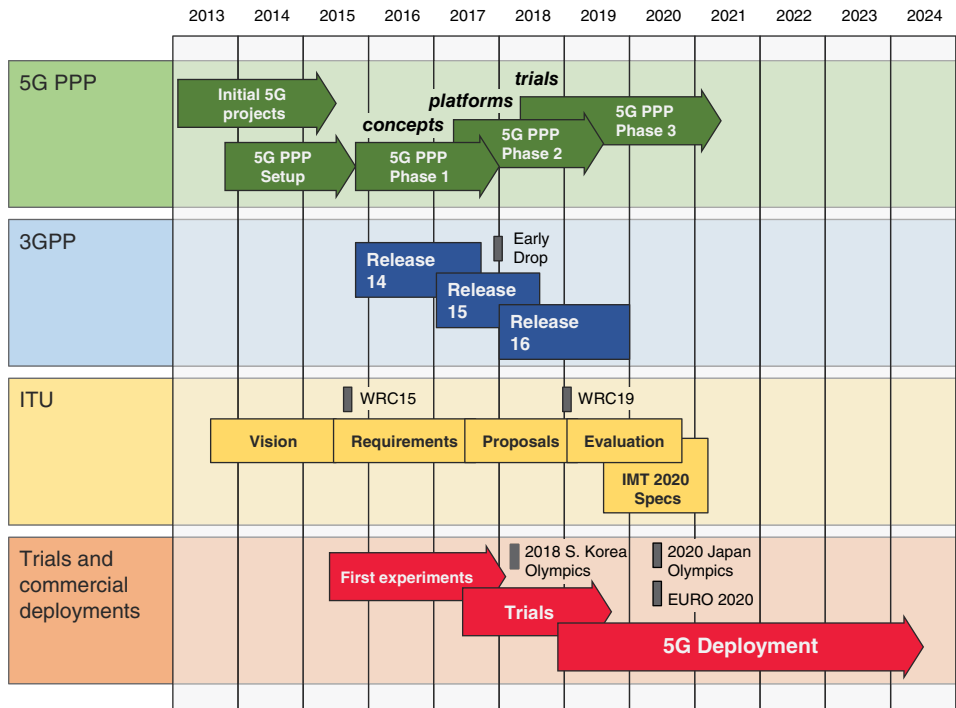 2013 2014 2015 2016 2017 2018 2019 2020 2021 2022 2023 2024
5G PPP
Initial 5G
projects
5G PPP
Setup
concepts
5G PPP
Phase 1
platforms
5G PPP
Phase 2
trials
5G PPP
Phase 3
3GPP
Release
14
Release
15
Release
16
Early
Drop
ITU
WRC15
WRC19
Vision
Requirements
Proposals
Evaluation
IMT 2020
Specs
Trials and
commercial
deployments
First experiments
2018 S. Korea
Olympics
2020 Japan
Olympics
EURO 2020
Trials
5G Deployment